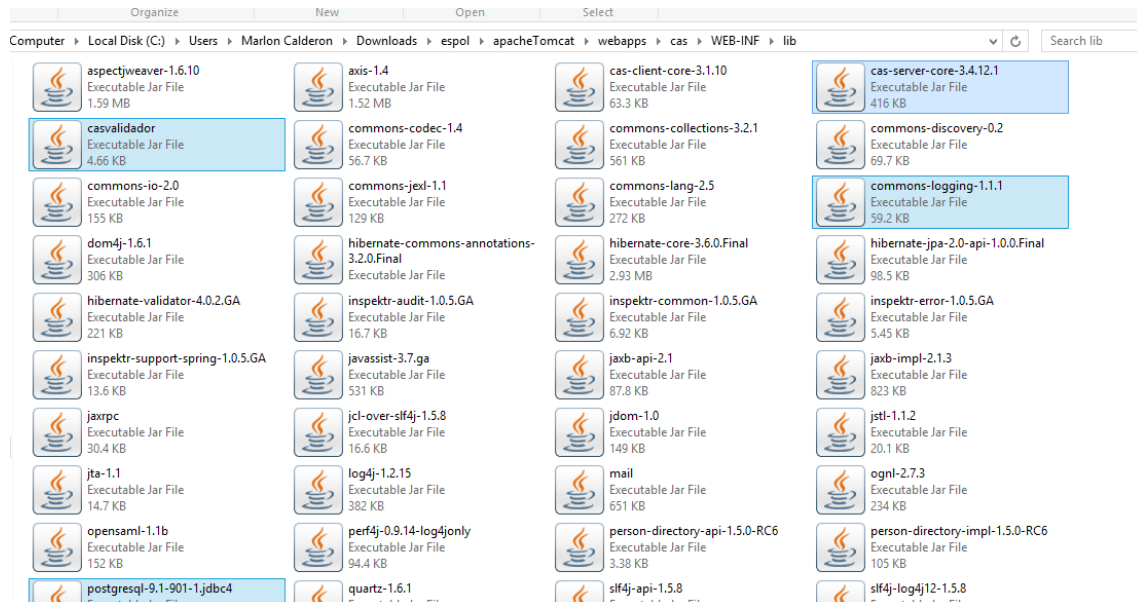 Organize New Open Select
Computer Local Disk (C:) Users Marlon Calderon Downloads espol apacheTomcat webapps cas WEB-INF lib Search lib
aspectjweaver-1.6.10
Executable Jar File
1.59 MB
axis-1.4
Executable Jar File
1.52 MB
cas-client-core-3.1.10
Executable Jar File
63.3 KB
cas-server-core-3.4.12.1
Executable Jar File
416 KB
casvalidador
Executable Jar File
4.66 KB
commons-codec-1.4
Executable Jar File
56.7 KB
commons-collections-3.2.1
Executable Jar File
561 KB
commons-discovery-0.2
Executable Jar File
69.7 KB
commons-io-2.0
Executable Jar File
155 KB
commons-jexl-1.1
Executable Jar File
129 KB
commons-lang-2.5
Executable Jar File
272 KB
commons-logging-1.1.1
Executable Jar File
59.2 KB
dom4j-1.6.1
Executable Jar File
306 KB
hibernate-commons-annotations-
3.2.0.Final
Executable Jar File
hibernate-core-3.6.0.Final
Executable Jar File
2.93 MB
hibernate-jpa-2.0-api-1.0.0.Final
Executable Jar File
98.5 KB
hibernate-validator-4.0.2.GA
Executable Jar File
221 KB
inspektr-audit-1.0.5.GA
Executable Jar File
16.7 KB
inspektr-common-1.0.5.GA
Executable Jar File
6.92 KB
inspektr-error-1.0.5.GA
Executable Jar File
5.45 KB
inspektr-support-spring-1.0.5.GA
Executable Jar File
13.6 KB
javassist-3.7.ga
Executable Jar File
531 KB
jaxb-api-2.1
Executable Jar File
87.8 KB
jaxb-impl-2.1.3
Executable Jar File
823 KB
jaxrpc
Executable Jar File
30.4 KB
jcl-over-slf4j-1.5.8
Executable Jar File
16.6 KB
jdom-1.0
Executable Jar File
149 KB
jstl-1.1.2
Executable Jar File
20.1 KB
jta-1.1
Executable Jar File
14.7 KB
log4j-1.2.15
Executable Jar File
382 KB
mail
Executable Jar File
651 KB
ognl-2.7.3
Executable Jar File
234 KB
opensaml-1.1b
Executable Jar File
152 KB
perf4j-0.9.14-log4jonly
Executable Jar File
94.4 KB
person-directory-api-1.5.0-RC6
Executable Jar File
3.38 KB
person-directory-impl-1.5.0-RC6
Executable Jar File
105 KB
postgresql-9.1-901-1.jdbc4
quartz-1.6.1
slf4j-api-1.5.8
slf4j-log4j12-1.5.8